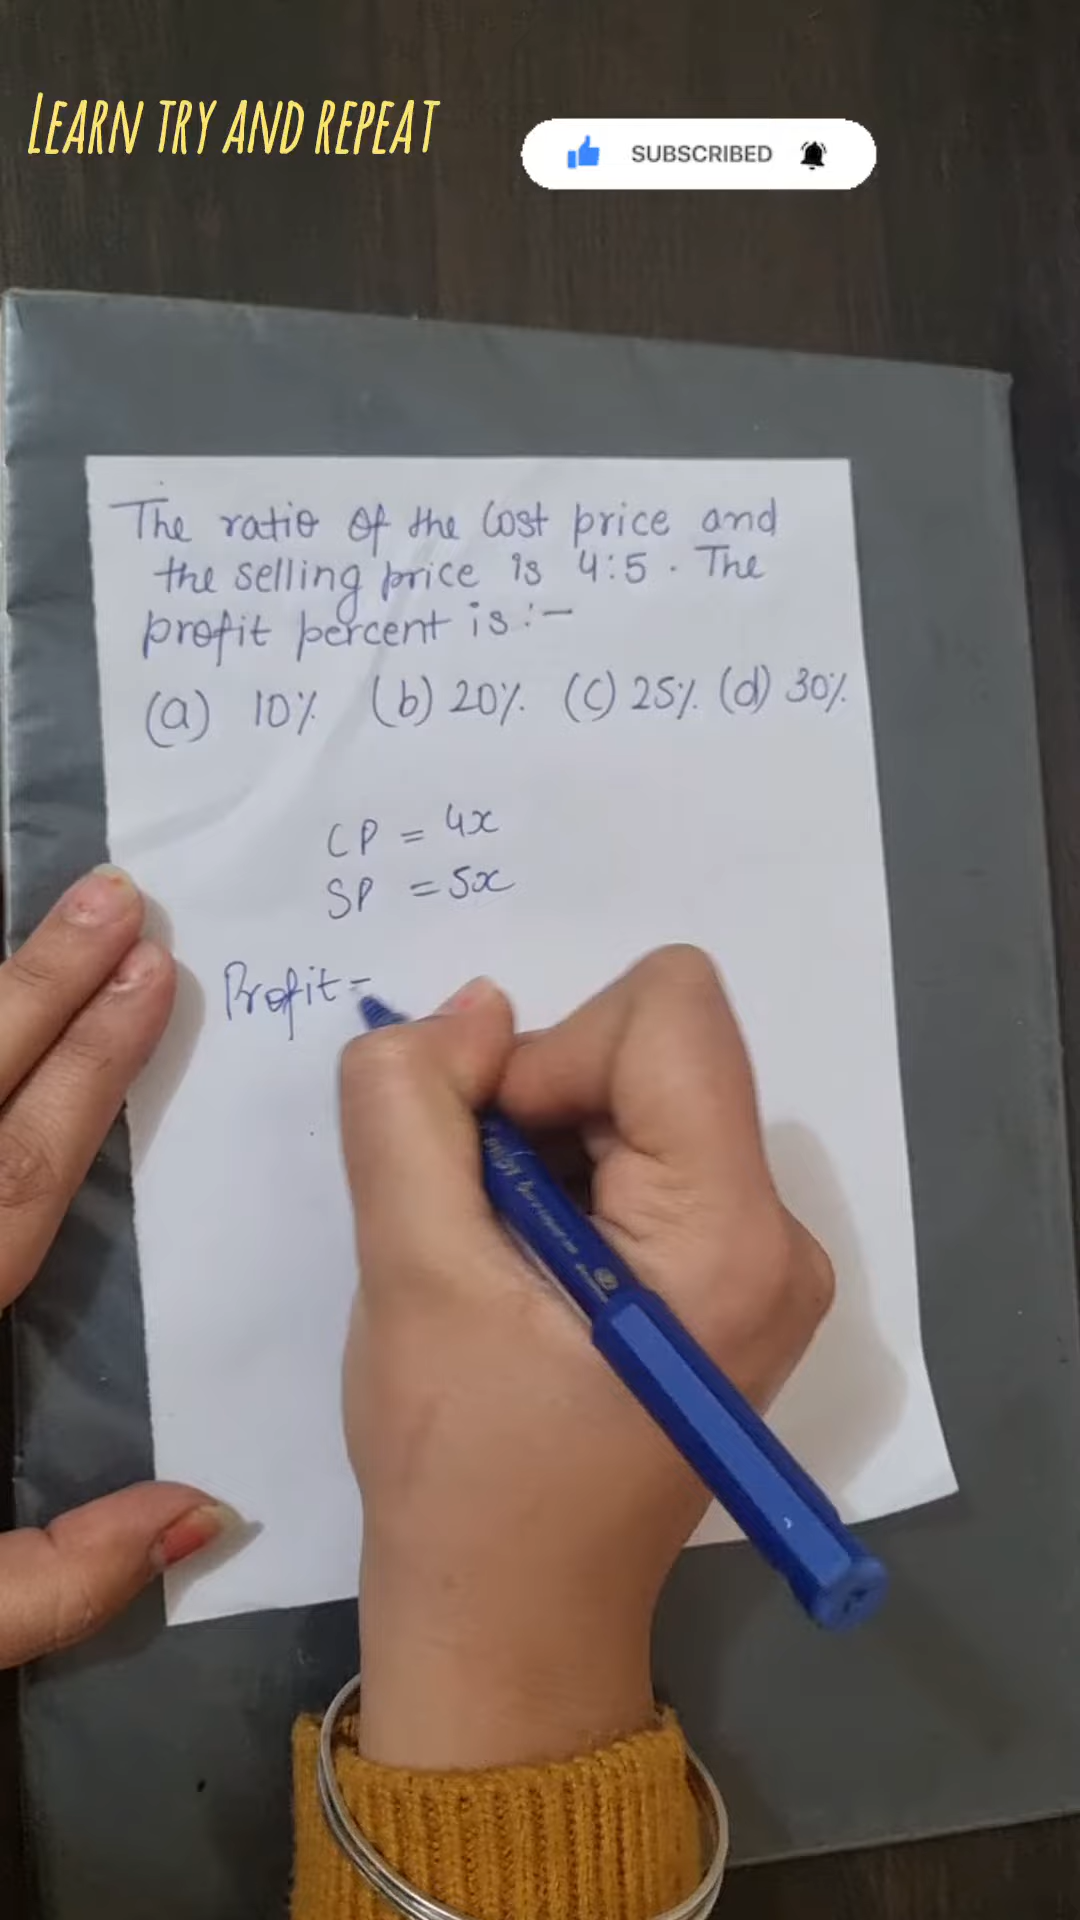 LEARN TRY AND REPEAT
SUBSCRIBED
The ratio of the Cost price and
the selling price is 4:5. The
profit percent is:-
(a) 10% (b) 20% (c) 25% (d) 30%
CP = 4x
SP = 5x
Profit =